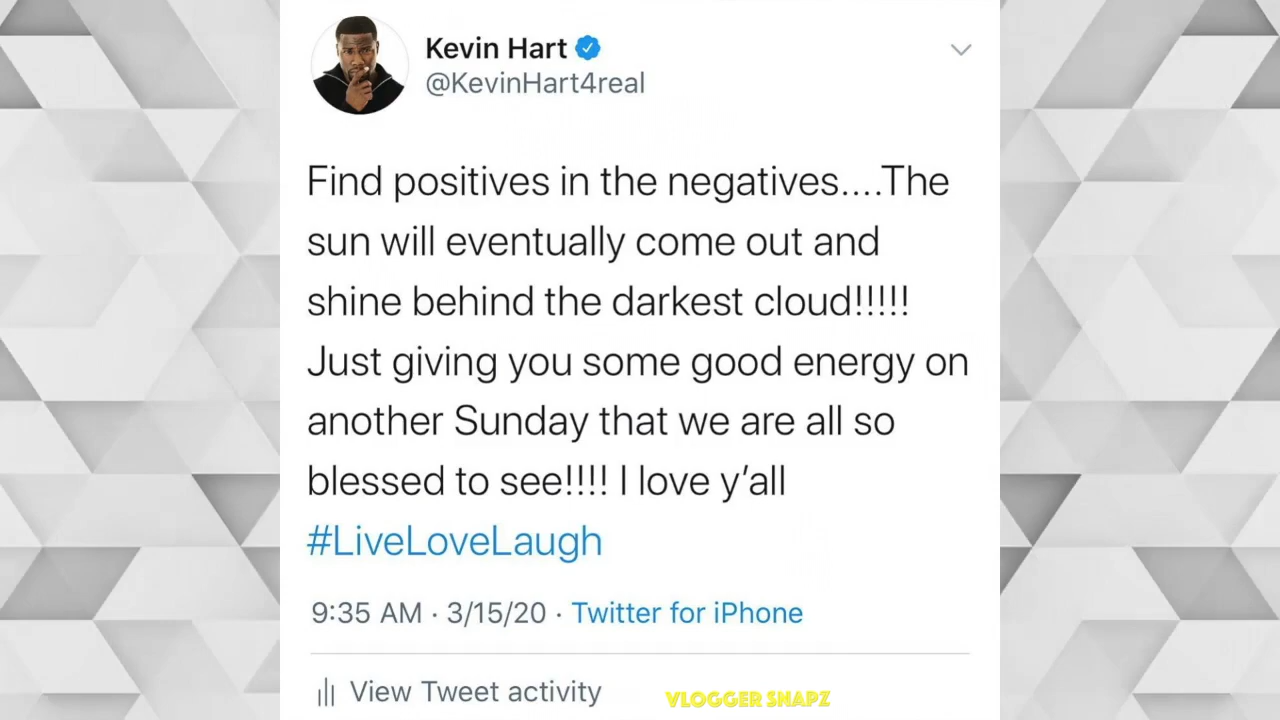 Kevin Hart
@KevinHart4real
Find positives in the negatives....The
sun will eventually come out and
shine behind the darkest cloud!!!!!
Just giving you some good energy on
another Sunday that we are all so
blessed to see!!!! I love y’all
#LiveLoveLaugh
9:35 AM · 3/15/20 · Twitter for iPhone
View Tweet activity
VLOGGER SNAPZ